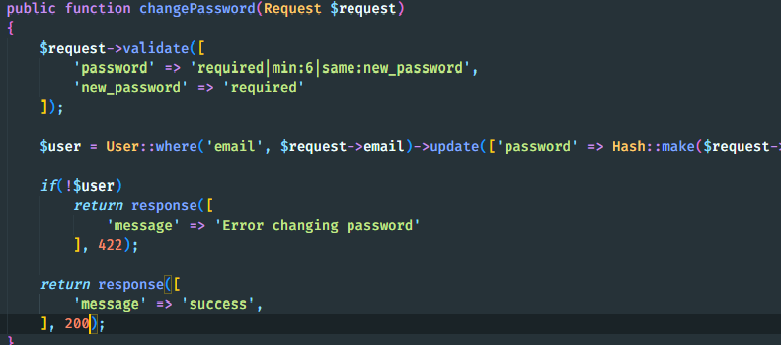 public function changePassword(Request $request)
{
    $request->validate([
        'password' => 'required|min:6|same:new_password',
        'new_password' => 'required'
    ]);
    $user = User::where('email', $request->email)->update(['password' => Hash::make($request-
    if(!$user)
        return response([
            'message' => 'Error changing password'
        ], 422);
    return response([
        'message' => 'success',
    ], 200);
}